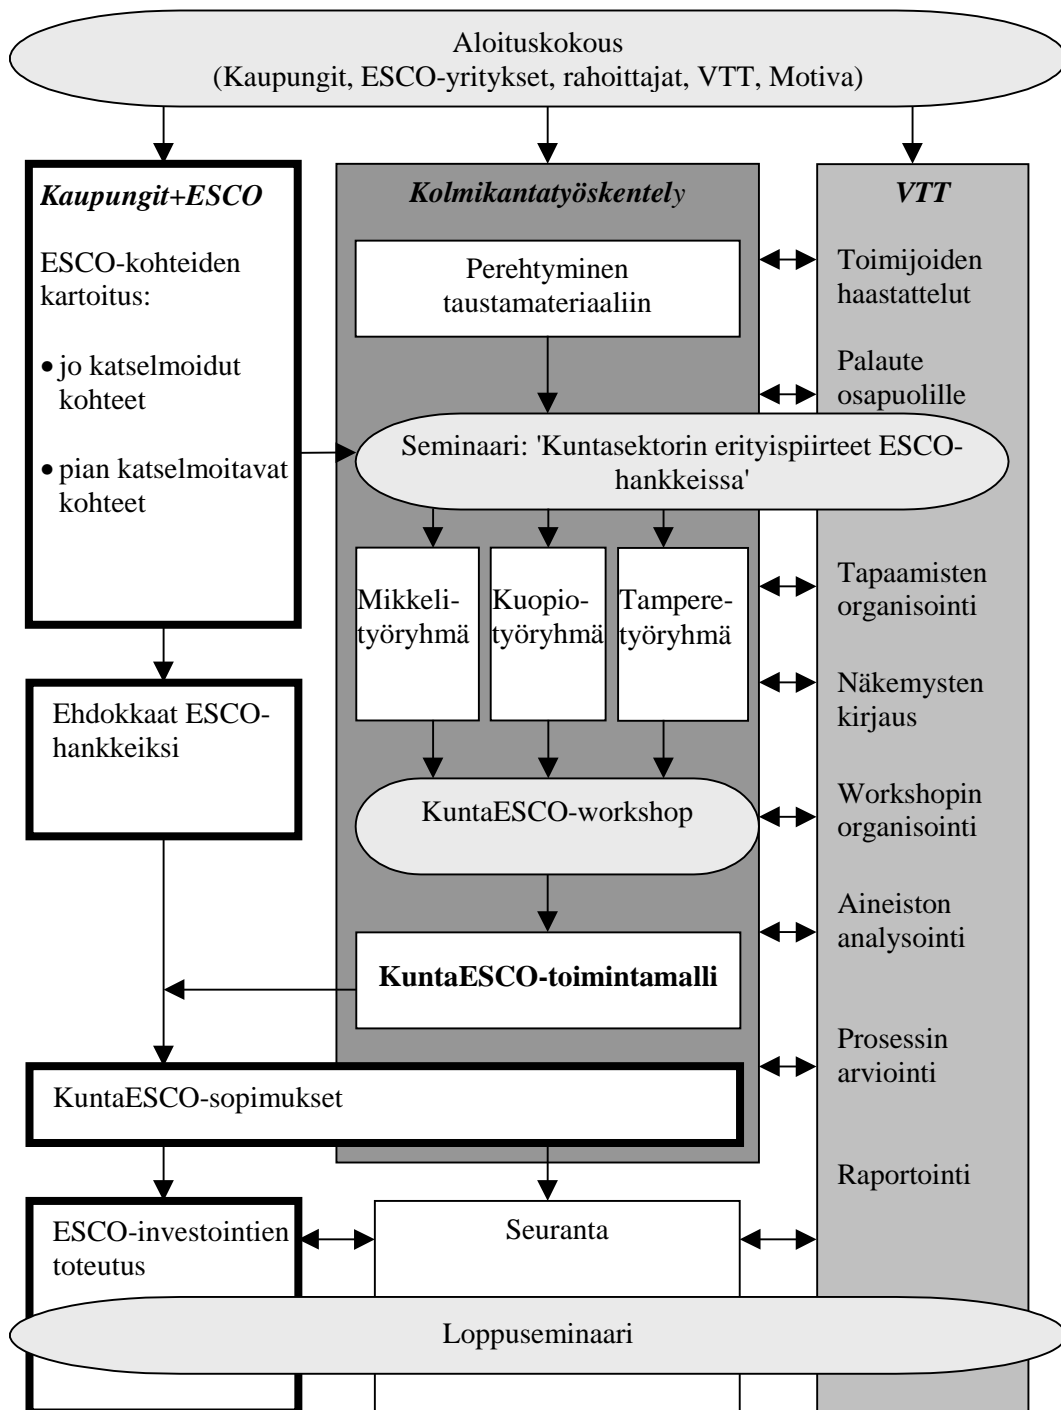 Aloituskokous
(Kaupungit, ESCO-yritykset, rahoittajat, VTT, Motiva)
Kaupungit+ESCO
ESCO-kohteiden
kartoitus:
• jo katselmoidut
kohteet
• pian katselmoitavat
kohteet
Ehdokkaat ESCO-
hankkeiksi
Kolmikantatyöskentely
Perehtyminen
taustamateriaaliin
Seminaari: 'Kuntasektorin erityispiirteet ESCO-
hankkeissa'
Mikkeli-
työryhmä
Kuopio-
työryhmä
Tampere-
työryhmä
KuntaESCO-workshop
KuntaESCO-toimintamalli
KuntaESCO-sopimukset
ESCO-investointien
toteutus
Seuranta
VTT
Toimijoiden
haastattelut
Palaute
osapuolille
Tapaamisten
organisointi
Näkemysten
kirjaus
Workshopin
organisointi
Aineiston
analysointi
Prosessin
arviointi
Raportointi
Loppuseminaari